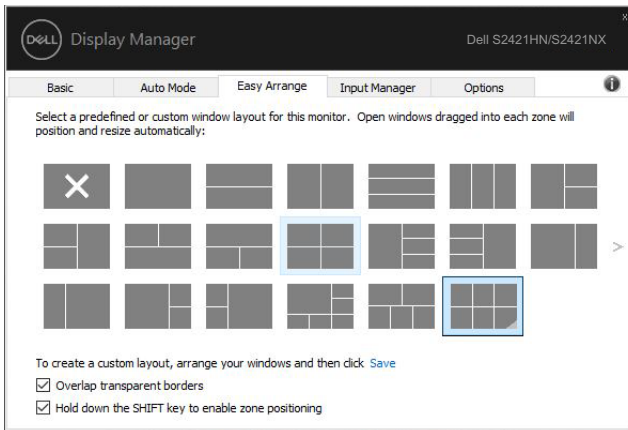 x
DELL Display Manager Dell S2421HN/S2421NX
Basic Auto Mode Easy Arrange Input Manager Options
Select a predefined or custom window layout for this monitor. Open windows dragged into each zone will
position and resize automatically:
To create a custom layout, arrange your windows and then click Save
Overlap transparent borders
Hold down the SHIFT key to enable zone positioning